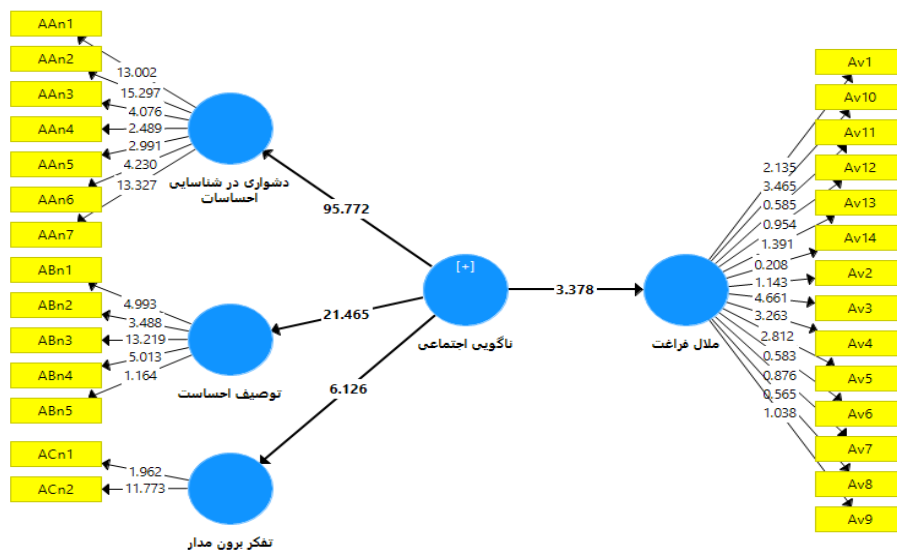 AAn1
AAn2
AAn3
AAn4
AAn5
AAn6
AAn7
13.002
15.297
4.076
2.489
2.991
4.230
13.327
دشواری در شناسایی
احساسات
ABn1
ABn2
ABn3
ABn4
ABn5
4.993
3.488
13.219
5.013
1.164
توصیف احساست
ACn1
ACn2
1.962
11.773
تفکر برون مدار
95.772
21.465
6.126
[+]
ناگویی اجتماعی
3.378
ملال فراغت
2.135
3.465
0.585
0.954
1.391
0.208
1.143
4.661
3.263
2.812
0.583
0.876
0.565
1.038
Av1
Av10
Av11
Av12
Av13
Av14
Av2
Av3
Av4
Av5
Av6
Av7
Av8
Av9